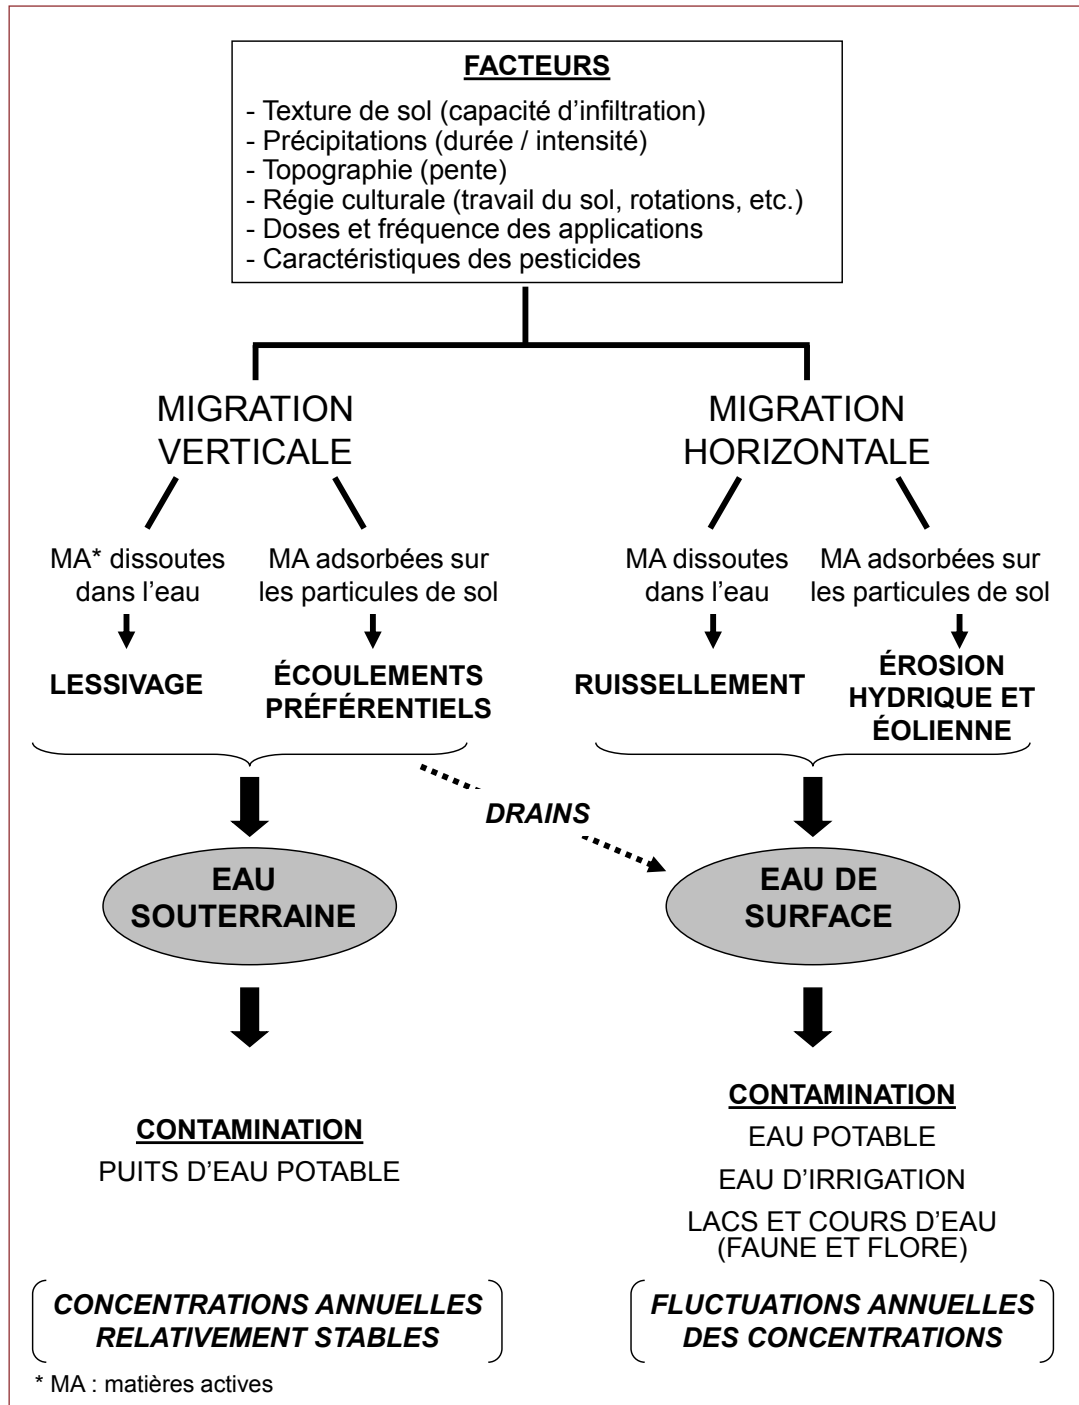 FACTEURS
- Texture de sol (capacité d’infiltration)
- Précipitations (durée / intensité)
- Topographie (pente)
- Régie culturale (travail du sol, rotations, etc.)
- Doses et fréquence des applications
- Caractéristiques des pesticides
MIGRATION
VERTICALE
MIGRATION
HORIZONTALE
MA* dissoutes
dans l’eau
MA adsorbées sur
les particules de sol
MA dissoutes
dans l’eau
MA adsorbées sur
les particules de sol
LESSIVAGE
ÉCOULEMENTS
PRÉFÉRENTIELS
RUISSELLEMENT
ÉROSION
HYDRIQUE ET
ÉOLIENNE
DRAINS
EAU
SOUTERRAINE
EAU DE
SURFACE
CONTAMINATION
PUITS D’EAU POTABLE
CONTAMINATION
EAU POTABLE
EAU D’IRRIGATION
LACS ET COURS D’EAU
(FAUNE ET FLORE)
CONCENTRATIONS ANNUELLES
RELATIVEMENT STABLES
FLUCTUATIONS ANNUELLES
DES CONCENTRATIONS
* MA : matières actives